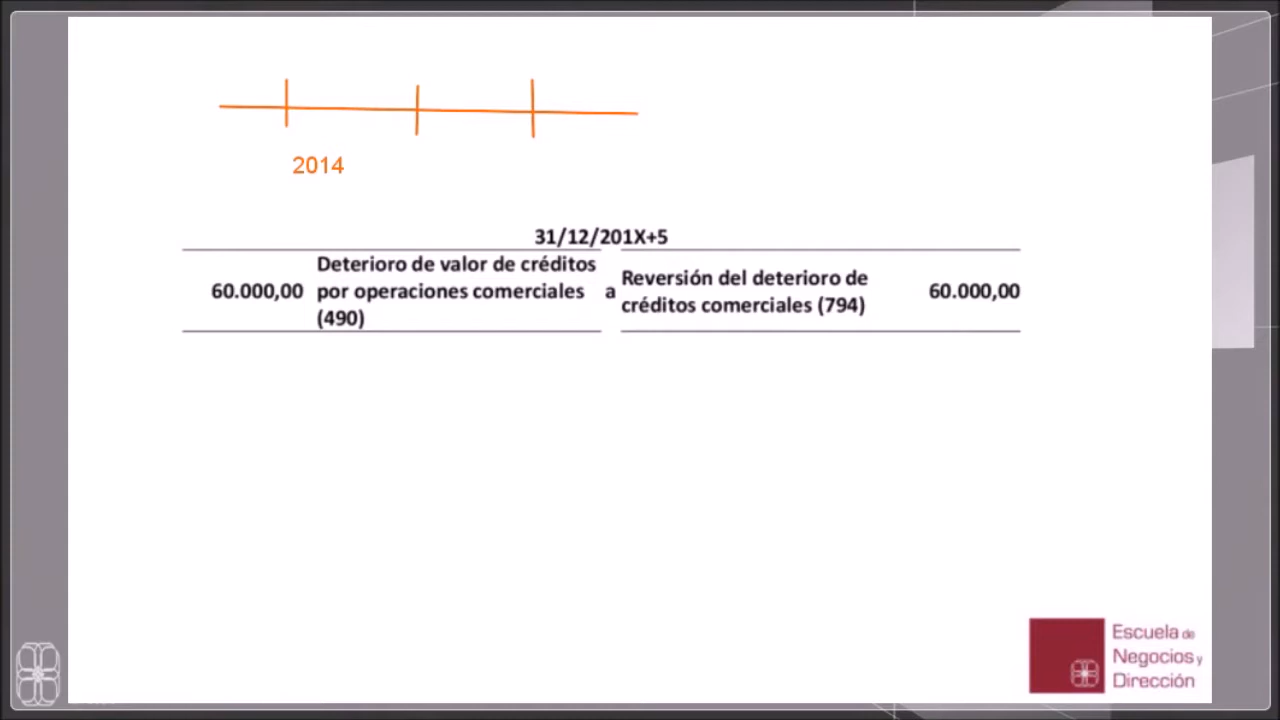 2014
31/12/201X+5
60.000,00 Deterioro de valor de créditos por operaciones comerciales (490) a Reversión del deterioro de créditos comerciales (794) 60.000,00
Escuela de
Negocios y
Dirección